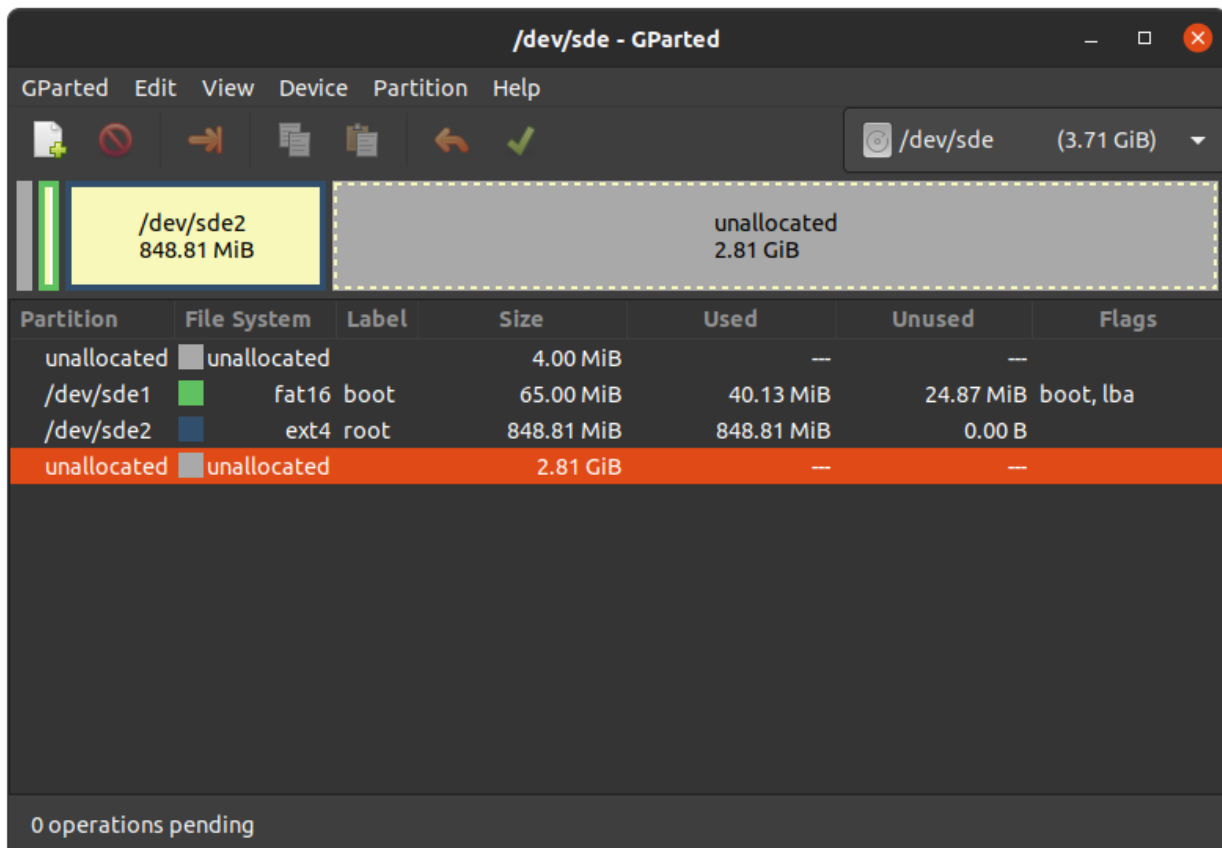 /dev/sde - GParted
GParted Edit View Device Partition Help
/dev/sde (3.71 GiB)
/dev/sde2
848.81 MiB
unallocated
2.81 GiB
Partition File System Label Size Used Unused Flags
unallocated unallocated 4.00 MiB --- ---
/dev/sde1 fat16 boot 65.00 MiB 40.13 MiB 24.87 MiB boot, lba
/dev/sde2 ext4 root 848.81 MiB 848.81 MiB 0.00 B
unallocated unallocated 2.81 GiB --- ---
0 operations pending